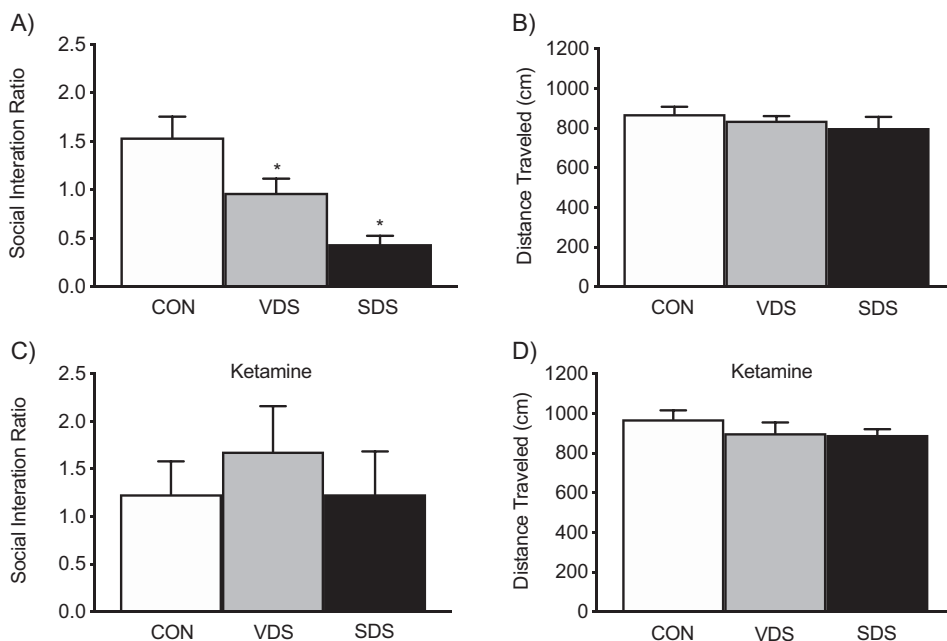 A)
Social Interation Ratio
2.5
2.0
1.5
1.0
0.5
0.0
*
*
CON VDS SDS
B)
Distance Traveled (cm)
1200
1000
800
600
400
200
0
CON VDS SDS
C)
Ketamine
Social Interation Ratio
2.5
2.0
1.5
1.0
0.5
0.0
CON VDS SDS
D)
Ketamine
Distance Traveled (cm)
1200
1000
800
600
400
200
0
CON VDS SDS